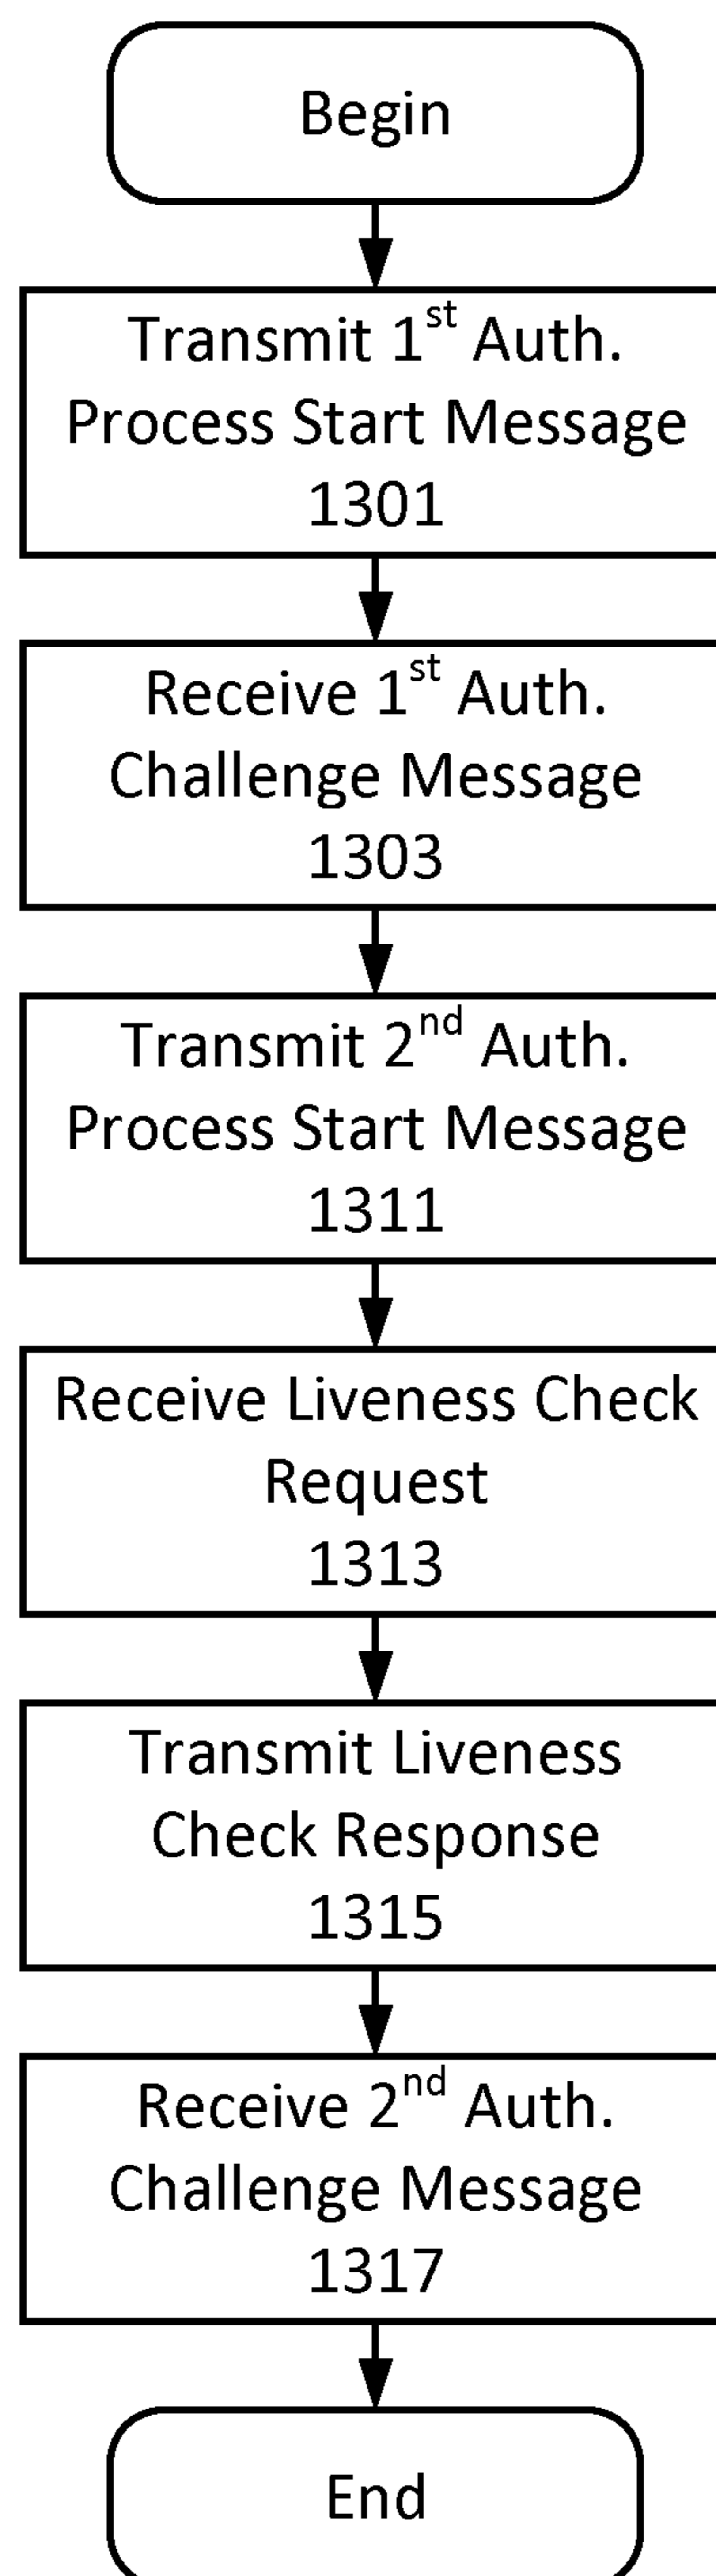 Begin
Transmit 1st Auth.
Process Start Message
1301
Receive 1st Auth.
Challenge Message
1303
Transmit 2nd Auth.
Process Start Message
1311
Receive Liveness Check
Request
1313
Transmit Liveness
Check Response
1315
Receive 2nd Auth.
Challenge Message
1317
End